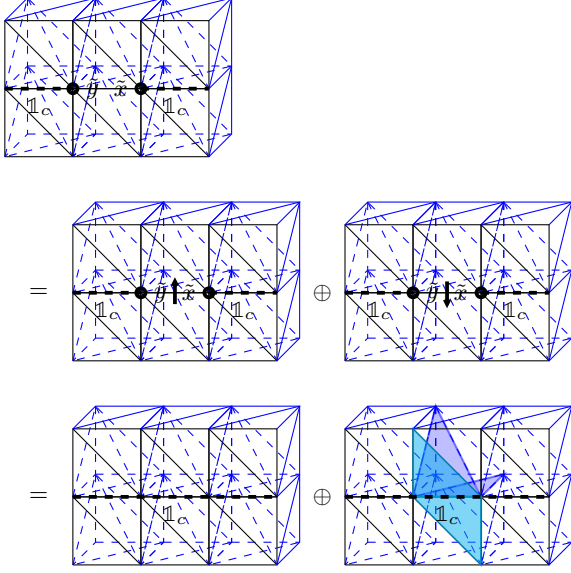 ỹ x̃
𝟙_c 𝟙_c
= ỹ x̃ ⊕ ỹ x̃
𝟙_c 𝟙_c 𝟙_c 𝟙_c
= 𝟙_c ⊕ 𝟙_c